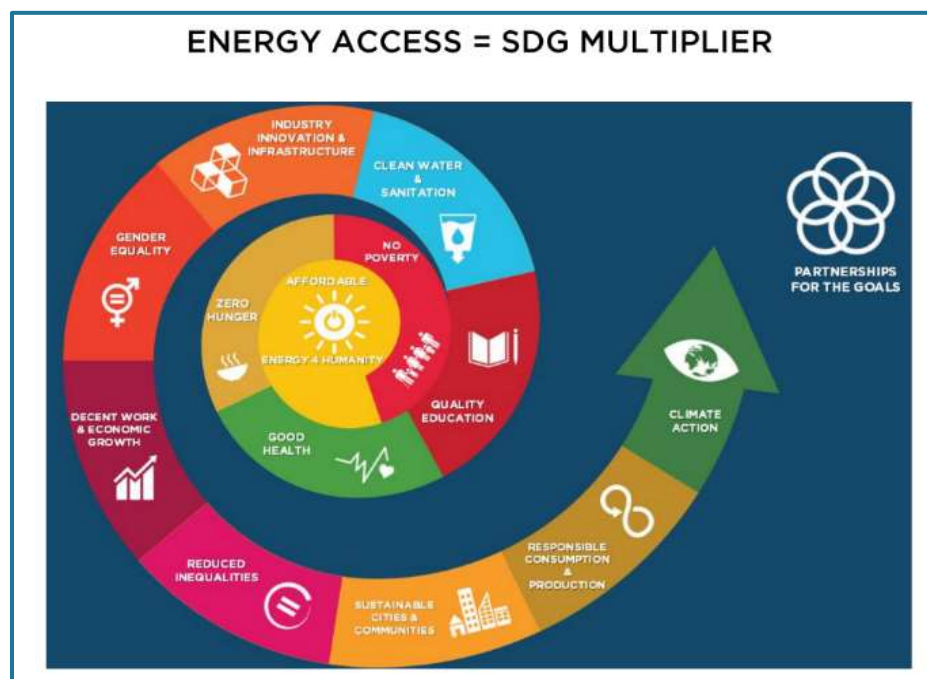 ENERGY ACCESS = SDG MULTIPLIER
INDUSTRY
INNOVATION &
INFRASTRUCTURE
CLEAN WATER
&
SANITATION
GENDER
EQUALITY
NO
POVERTY
AFFORDABLE
ENERGY 4 HUMANITY
ZERO
HUNGER
PARTNERSHIPS
FOR THE GOALS
QUALITY
EDUCATION
GOOD
HEALTH
DECENT WORK
& ECONOMIC
GROWTH
CLIMATE
ACTION
REDUCED
INEQUALITIES
SUSTAINABLE
CITIES &
COMMUNITIES
RESPONSIBLE
CONSUMPTION
&
PRODUCTION